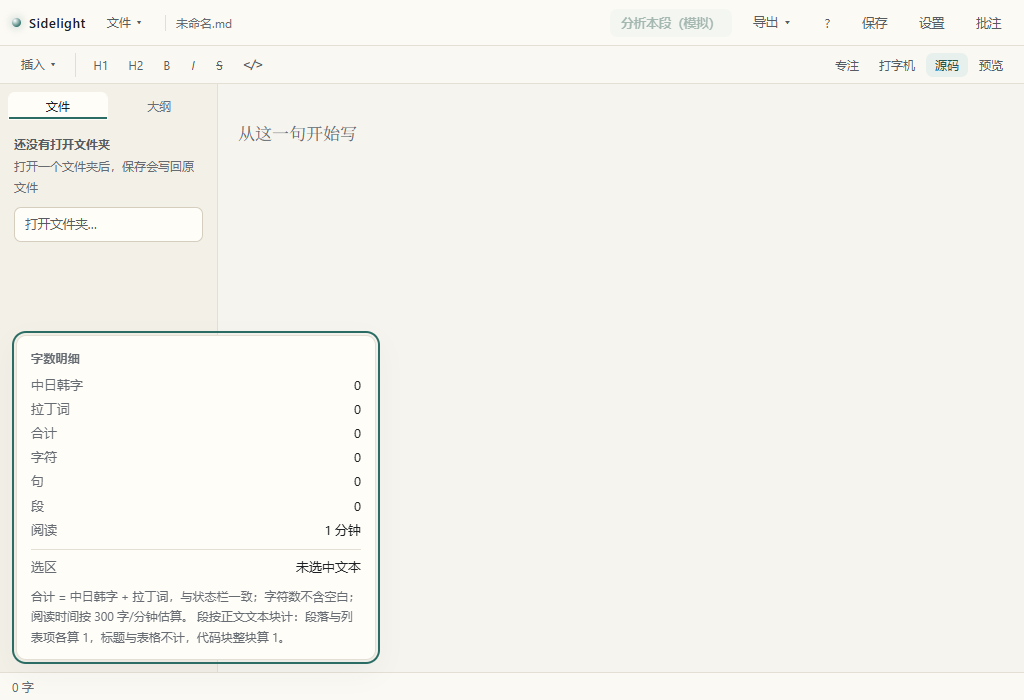 Sidelight 文件 未命名.md 分析本段（模拟） 导出 ? 保存 设置 批注
插入 H1 H2 B I S </> 专注 打字机 源码 预览
文件 大纲
还没有打开文件夹
打开一个文件夹后，保存会写回原
文件
打开文件夹...
从这一句开始写
字数明细
中日韩字 0
拉丁词 0
合计 0
字符 0
句 0
段 0
阅读 1 分钟
选区 未选中文本
合计 = 中日韩字 + 拉丁词，与状态栏一致；字符数不含空白；
阅读时间按 300 字/分钟估算。 段按正文文本块计：段落与列
表项各算 1，标题与表格不计，代码块整块算 1。
0 字